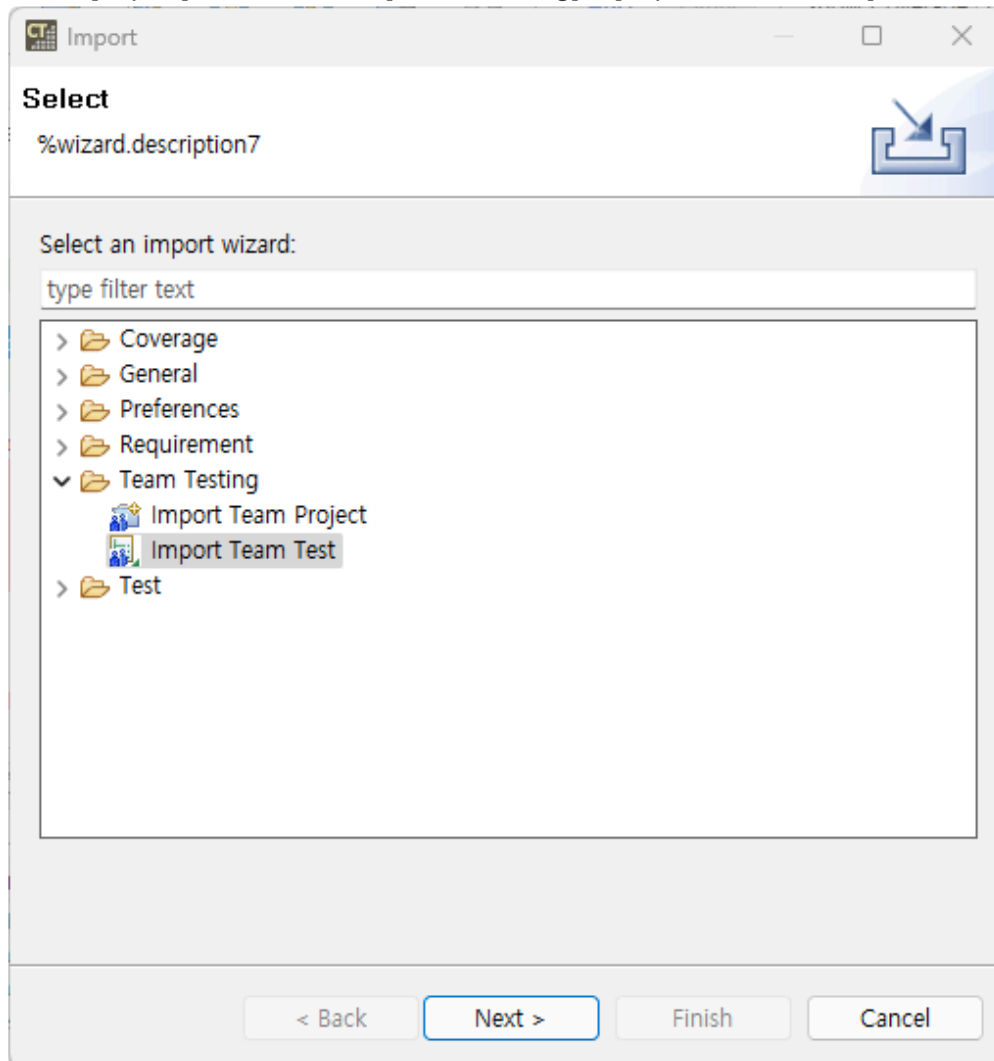 CT
Import
Select
%wizard.description7
Select an import wizard:
type filter text
Coverage
General
Preferences
Requirement
Team Testing
Import Team Project
Import Team Test
Test
< Back Next > Finish Cancel